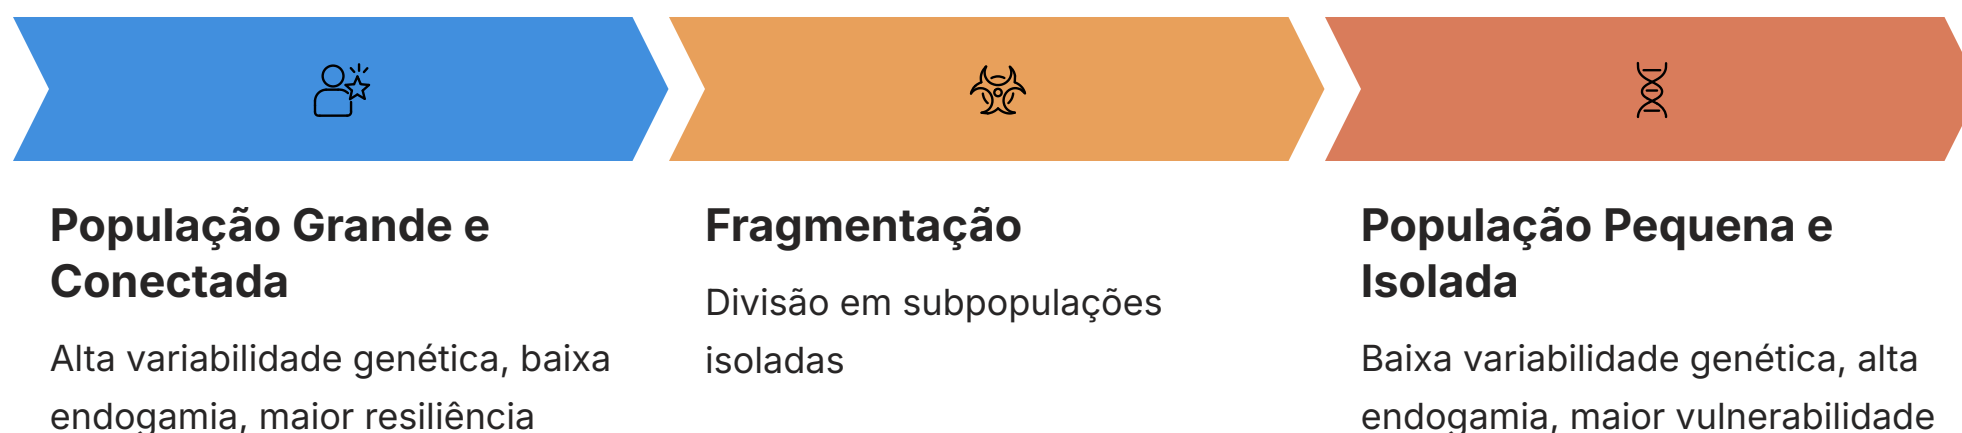 População Grande e
Conectada
Alta variabilidade genética, baixa
endogamia, maior resiliência
Fragmentação
Divisão em subpopulações
isoladas
População Pequena e
Isolada
Baixa variabilidade genética, alta
endogamia, maior vulnerabilidade